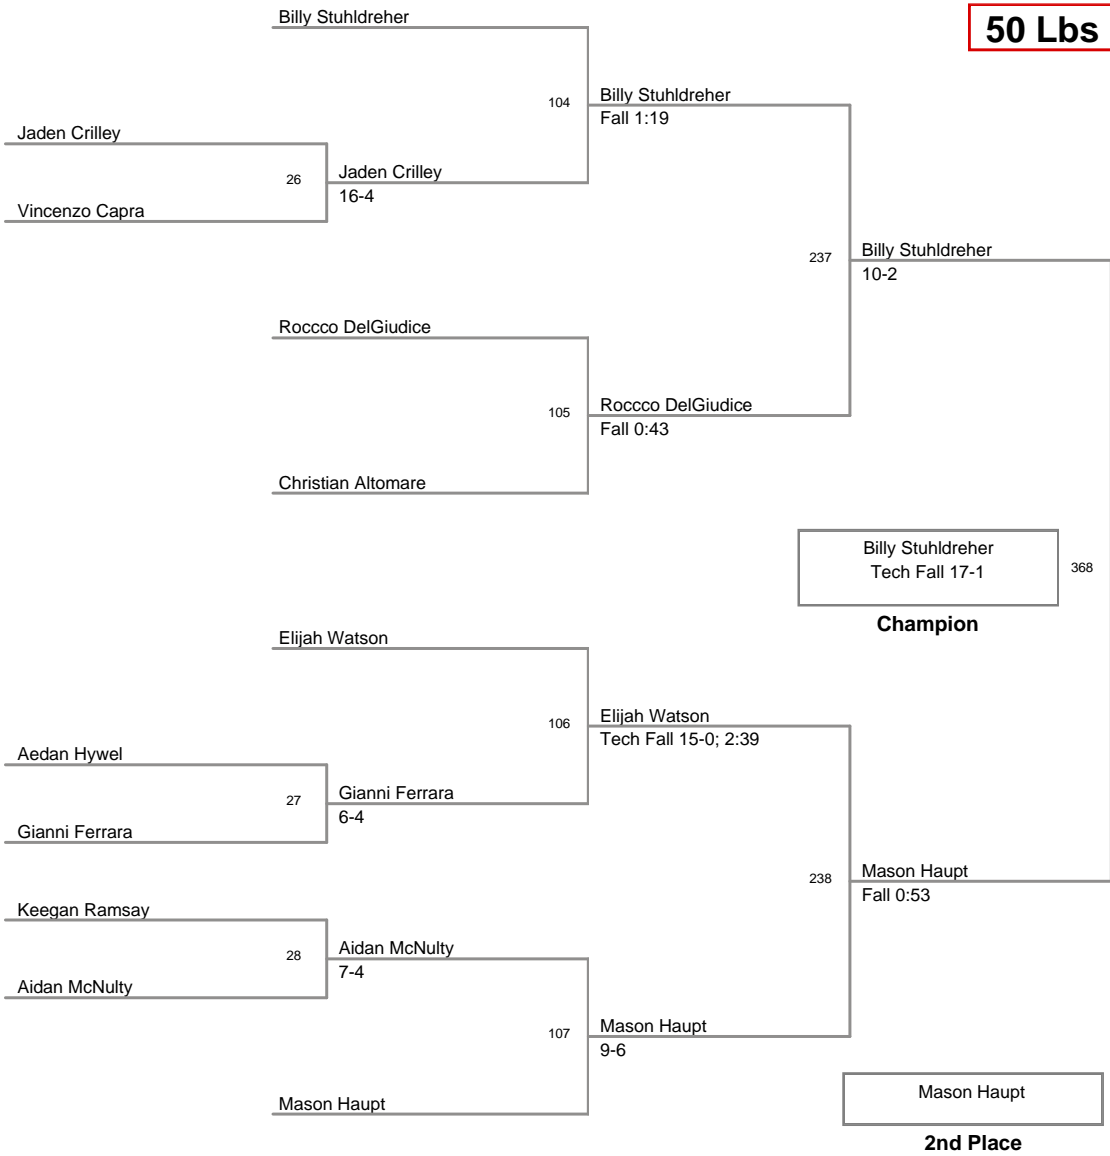 Billy Stuhldreher
50 Lbs
104
Billy Stuhldreher
Fall 1:19
Jaden Crilley
26
Jaden Crilley
16-4
Vincenzo Capra
237
Billy Stuhldreher
10-2
Roccco DelGiudice
105
Roccco DelGiudice
Fall 0:43
Christian Altomare
Billy Stuhldreher
Tech Fall 17-1
368
Champion
Elijah Watson
106
Elijah Watson
Tech Fall 15-0; 2:39
Aedan Hywel
27
Gianni Ferrara
6-4
Gianni Ferrara
238
Mason Haupt
Fall 0:53
Keegan Ramsay
28
Aidan McNulty
7-4
Aidan McNulty
107
Mason Haupt
9-6
Mason Haupt
Mason Haupt
2nd Place